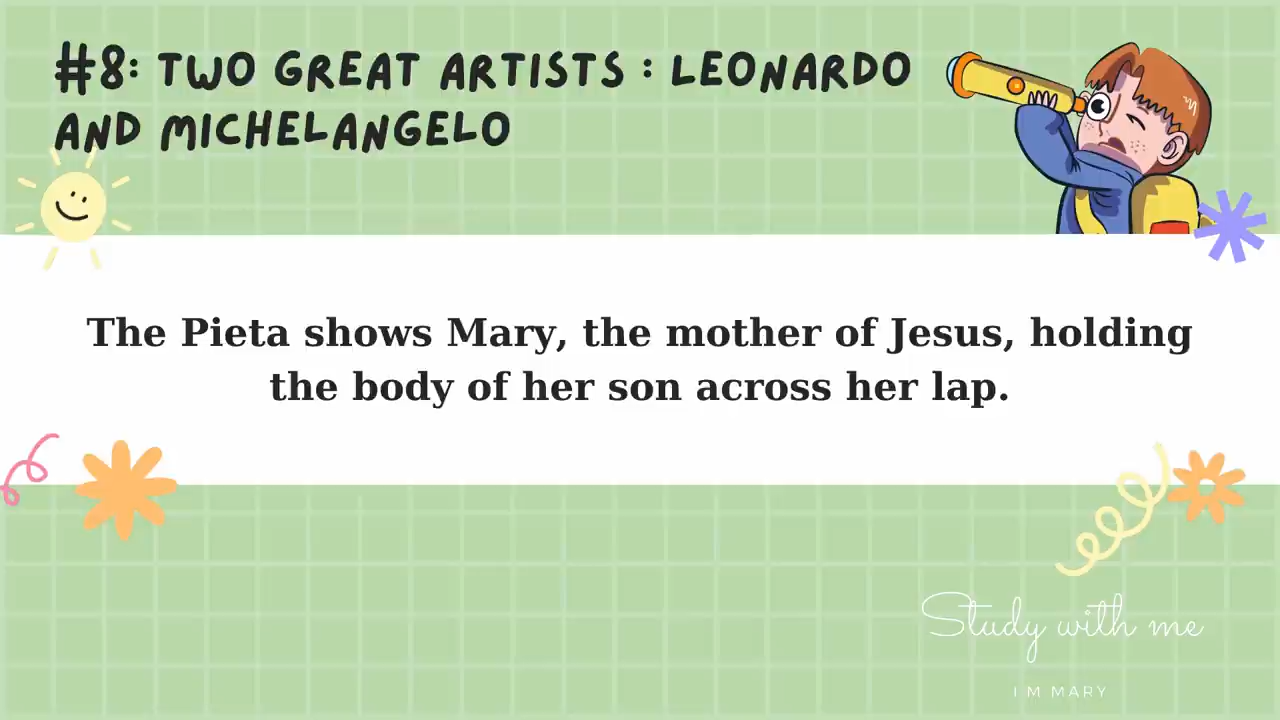 #8: TWO GREAT ARTISTS : LEONARDO
AND MICHELANGELO
The Pieta shows Mary, the mother of Jesus, holding
the body of her son across her lap.
Study with me
I M MARY